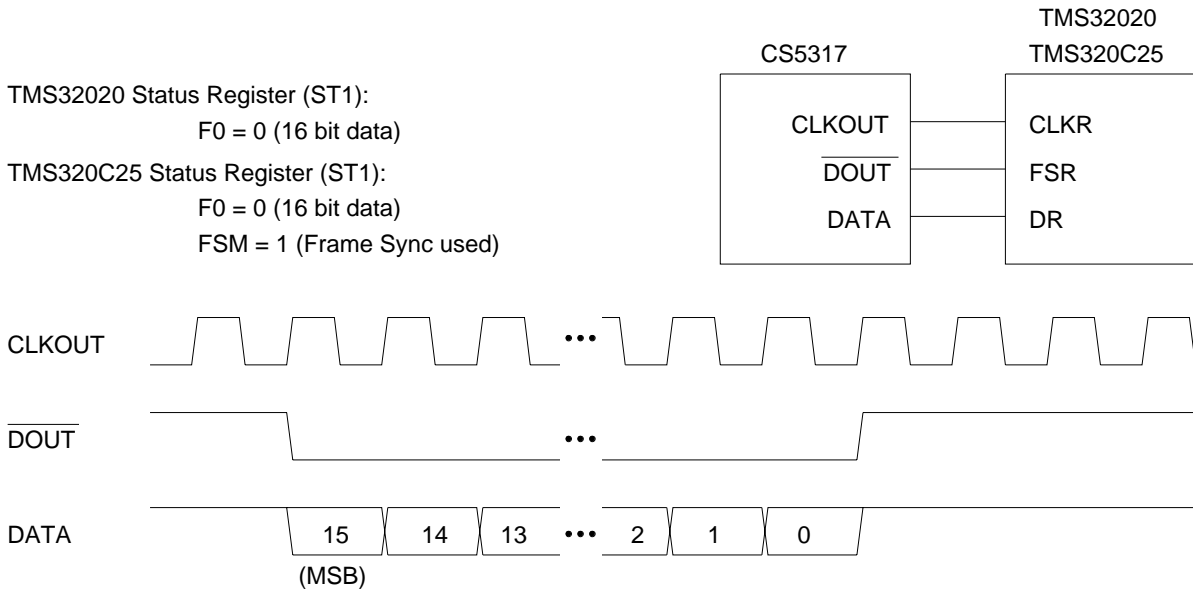 TMS32020
CS5317
TMS320C25
TMS32020 Status Register (ST1):
F0 = 0 (16 bit data)
TMS320C25 Status Register (ST1):
F0 = 0 (16 bit data)
FSM = 1 (Frame Sync used)
CLKOUT
CLKR
DOUT
FSR
DATA
DR
CLKOUT
•••
DOUT
•••
DATA
15 14 13 ••• 2 1 0
(MSB)